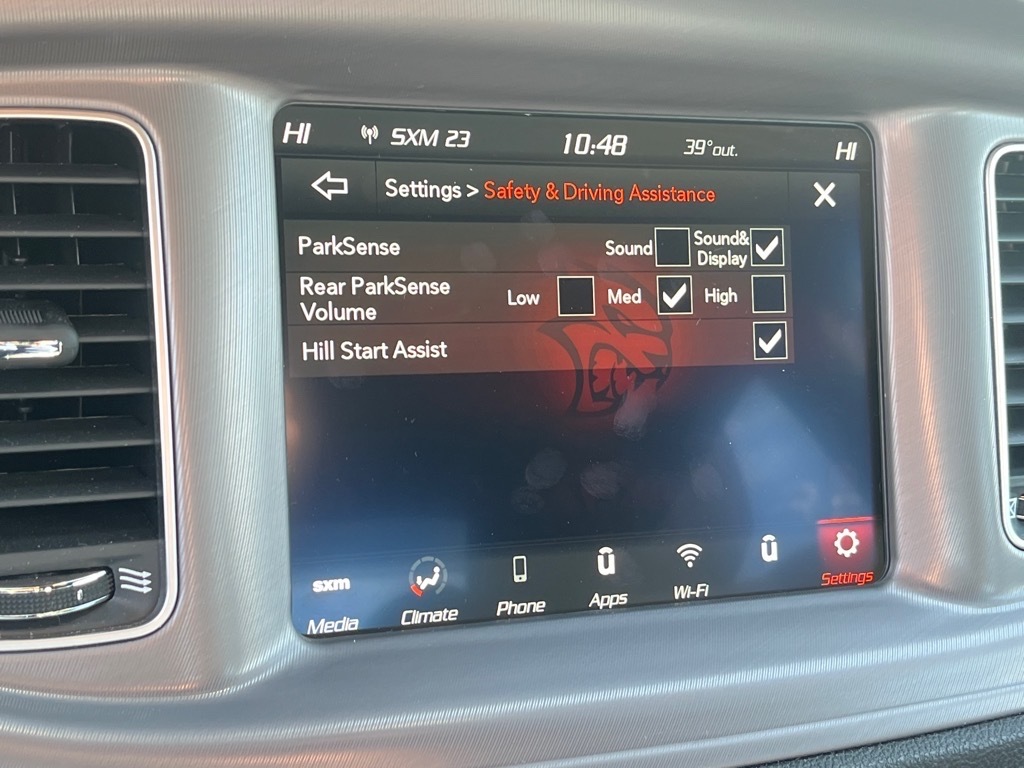 HI SXM 23 10:48 39°out. HI
Settings > Safety & Driving Assistance
ParkSense Sound Sound&
Display
Rear ParkSense
Volume Low Med High
Hill Start Assist
sxm
Media Climate Phone Apps Wi-Fi Settings